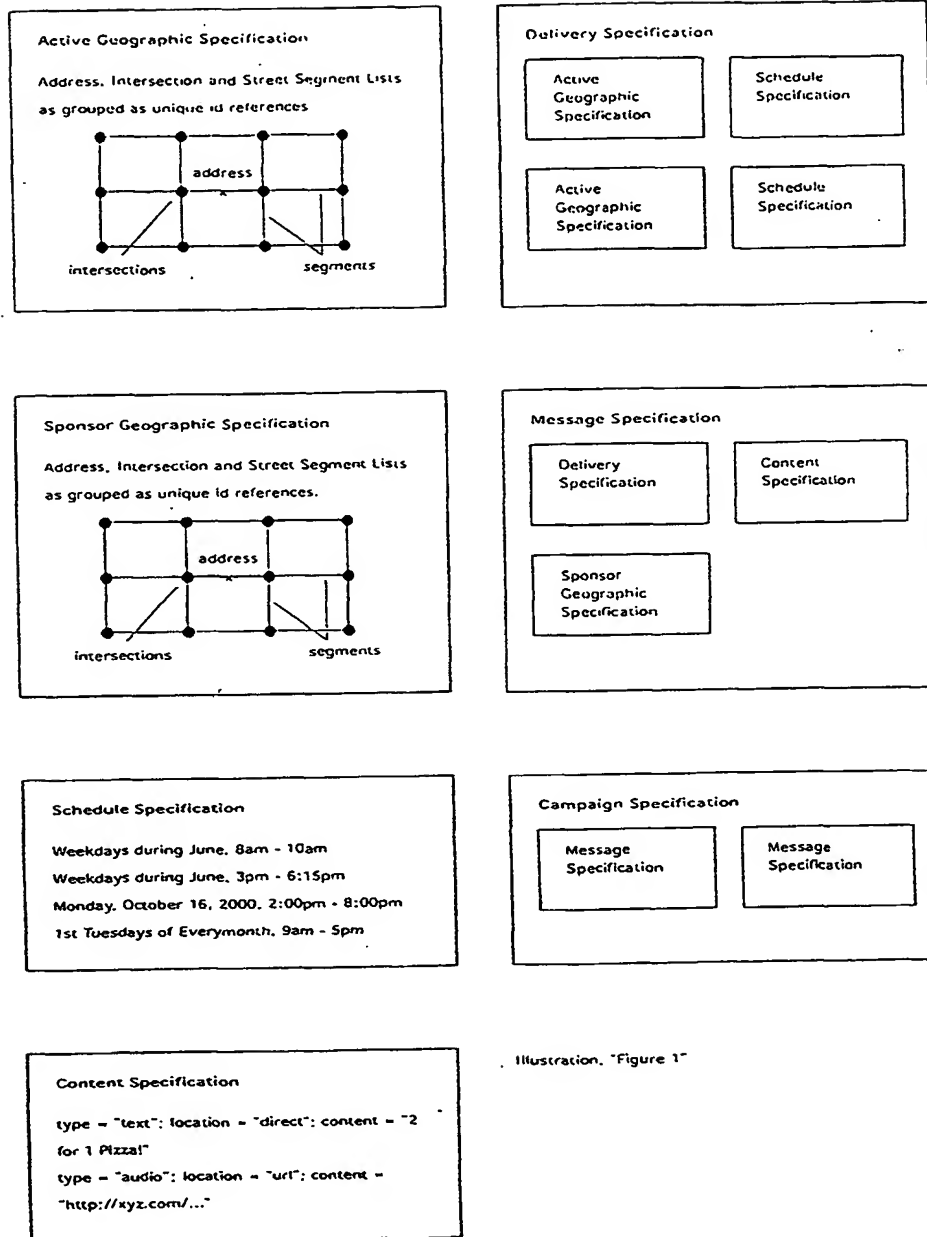 Active Geographic Specification
Address, Intersection and Street Segment Lists
as grouped as unique id references
address
intersections
segments
Delivery Specification
Active
Geographic
Specification
Schedule
Specification
Active
Geographic
Specification
Schedule
Specification
Sponsor Geographic Specification
Address, Intersection and Street Segment Lists
as grouped as unique id references.
address
intersections
segments
Message Specification
Delivery
Specification
Content
Specification
Sponsor
Geographic
Specification
Schedule Specification
Weekdays during June, 8am - 10am
Weekdays during June, 3pm - 6:15pm
Monday, October 16, 2000, 2:00pm - 8:00pm
1st Tuesdays of Everymonth, 9am - 5pm
Campaign Specification
Message
Specification
Message
Specification
Content Specification
type = "text"; location = "direct"; content = "2
for 1 Pizza!"
type = "audio"; location = "url"; content =
"http://xyz.com/..."
Illustration, "Figure 1"